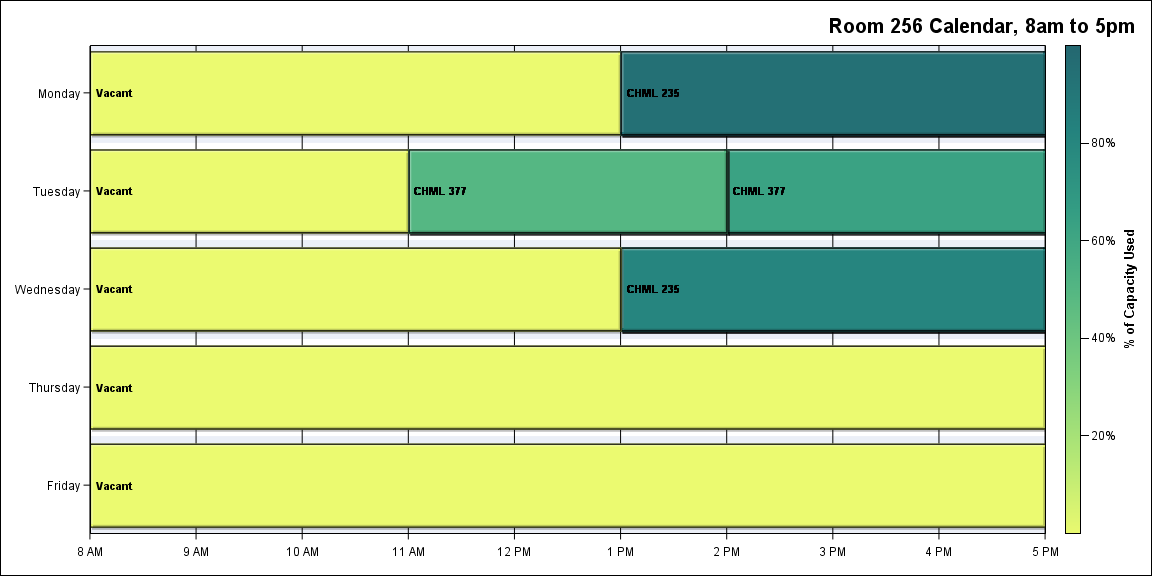 Room 256 Calendar, 8am to 5pm
Monday
Vacant
CHML 235
Tuesday
Vacant
CHML 377
CHML 377
Wednesday
Vacant
CHML 235
Thursday
Vacant
Friday
Vacant
8 AM
9 AM
10 AM
11 AM
12 PM
1 PM
2 PM
3 PM
4 PM
5 PM
80%
60%
40%
20%
% of Capacity Used